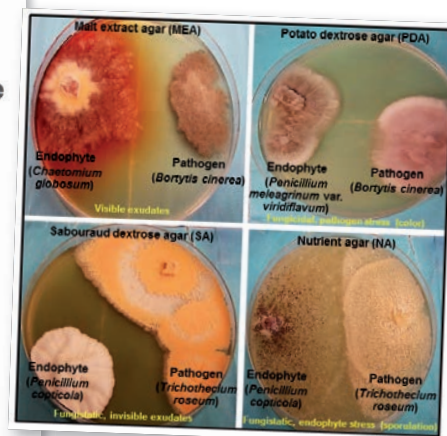 Malt extract agar (MEA)
Endophyte
(Chaetomium
globosum)
Pathogen
(Bortytis cinerea)
Visible exudates
Potato dextrose agar (PDA)
Endophyte
(Penicillium
meleagrinum var.
viridiflavum)
Pathogen
(Bortytis cinerea)
Fungicidal, pathogen stress (color)
Sabouraud dextrose agar (SA)
Endophyte
(Penicillium
copticola)
Pathogen
(Trichothecium
roseum)
Fungistatic, invisible exudates
Nutrient agar (NA)
Endophyte
(Penicillium
copticola)
Pathogen
(Trichothecium
roseum)
Fungistatic, endophyte stress (sporulation)